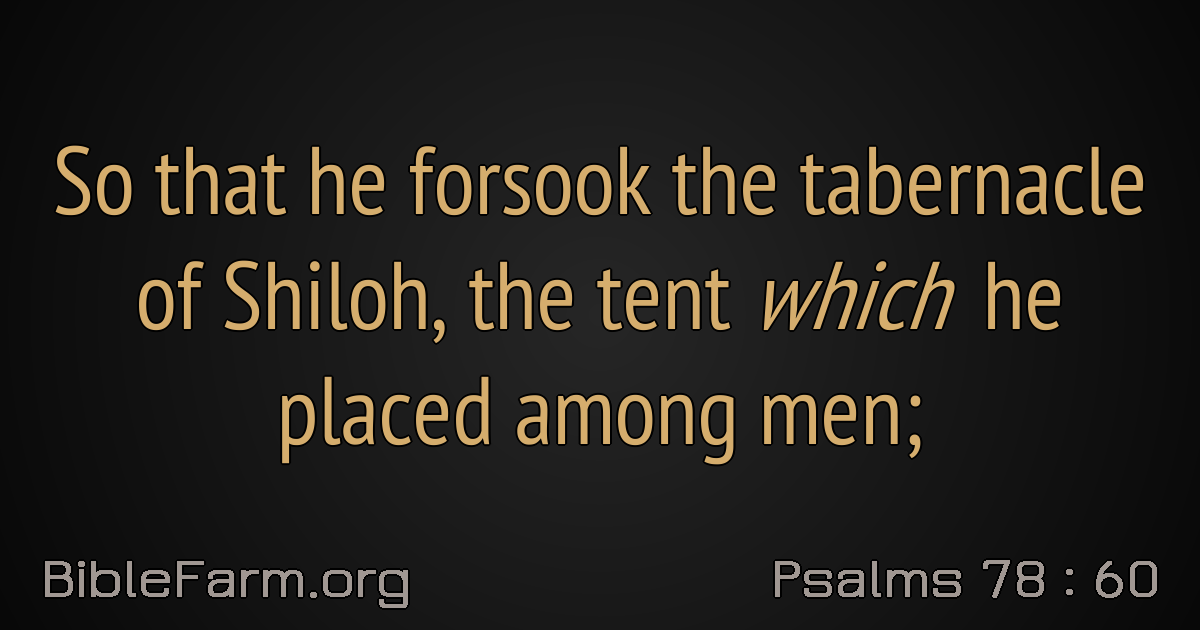 So that he forsook the tabernacle
of Shiloh, the tent which he
placed among men;
BibleFarm.org
Psalms 78 : 60